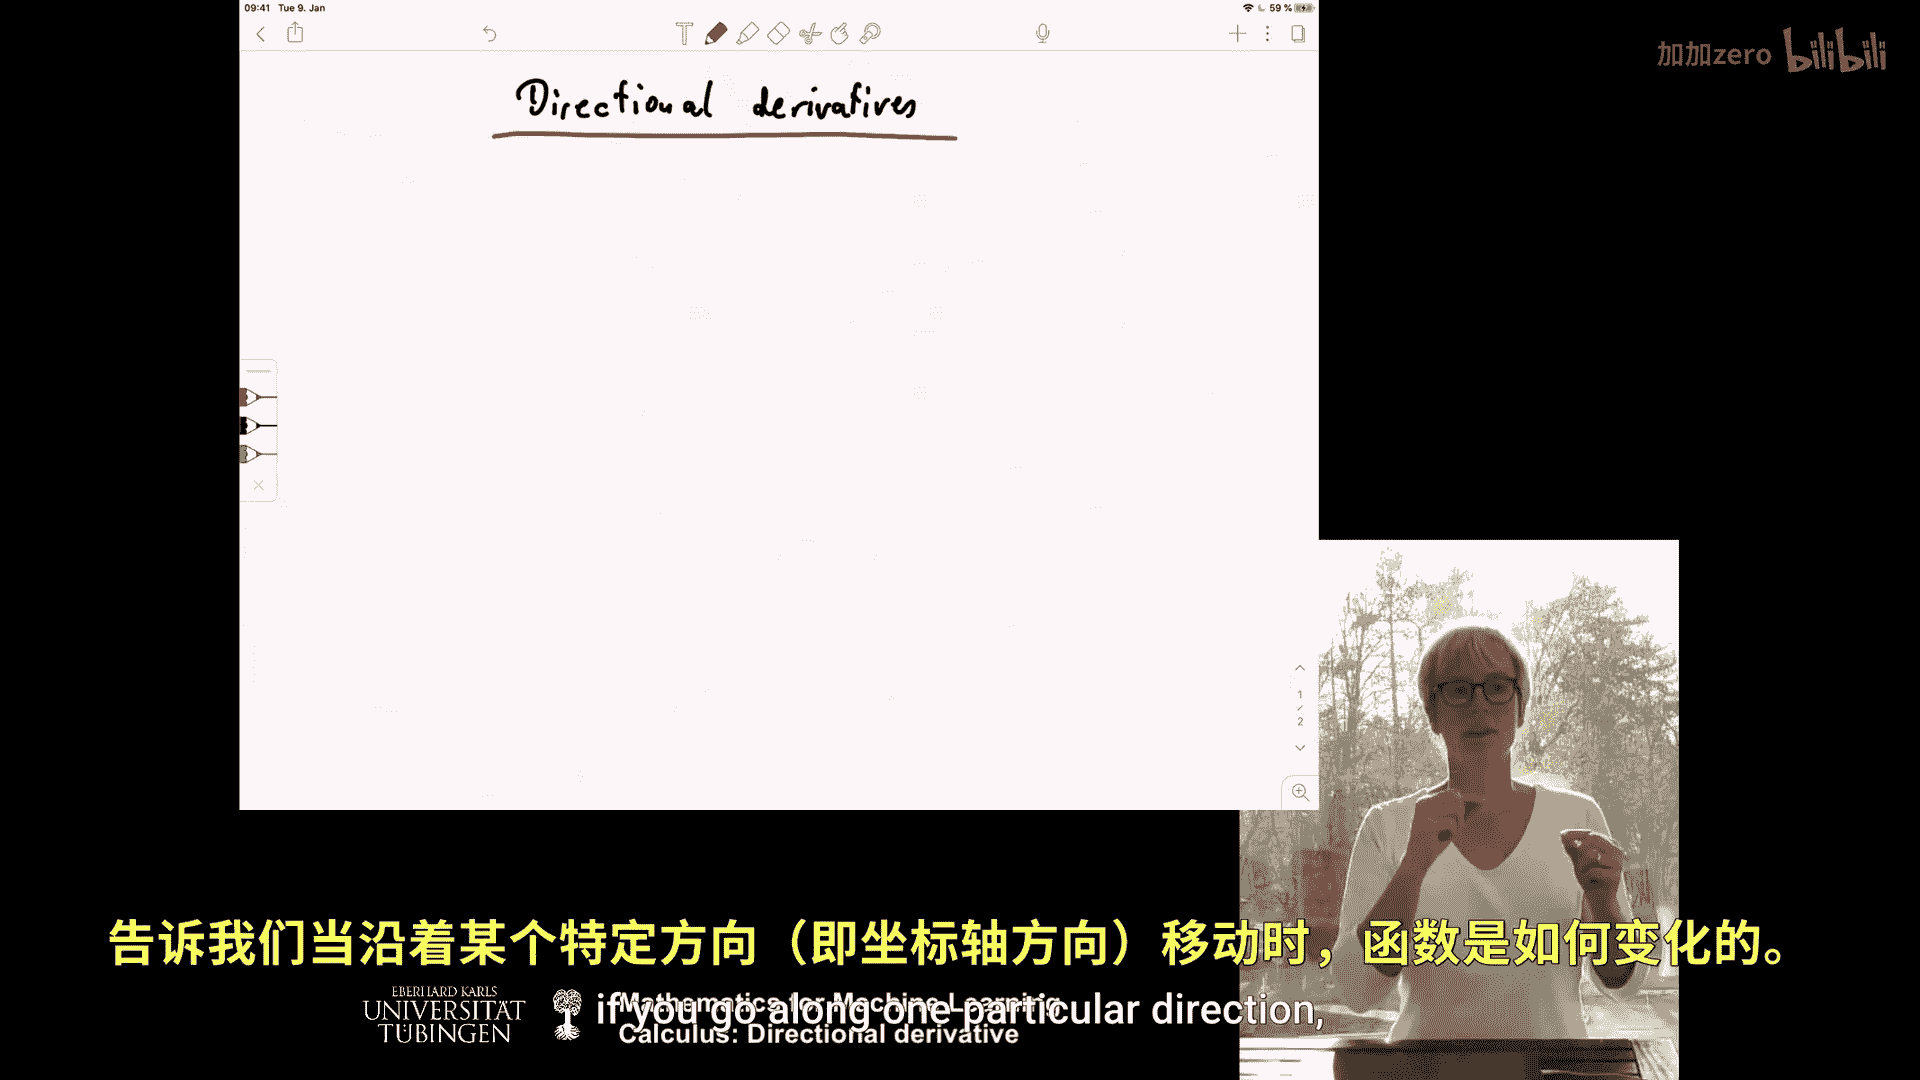 09:41 Tue 9. Jan
59 %
加加zero bilibili
T
Directional derivatives
1
/
2
告诉我们当沿着某个特定方向（即坐标轴方向）移动时，函数是如何变化的。
if you go along one particular direction,
EBERHARD KARLS
UNIVERSITÄT
TÜBINGEN
Mathematics for Machine Learning
Calculus: Directional derivative